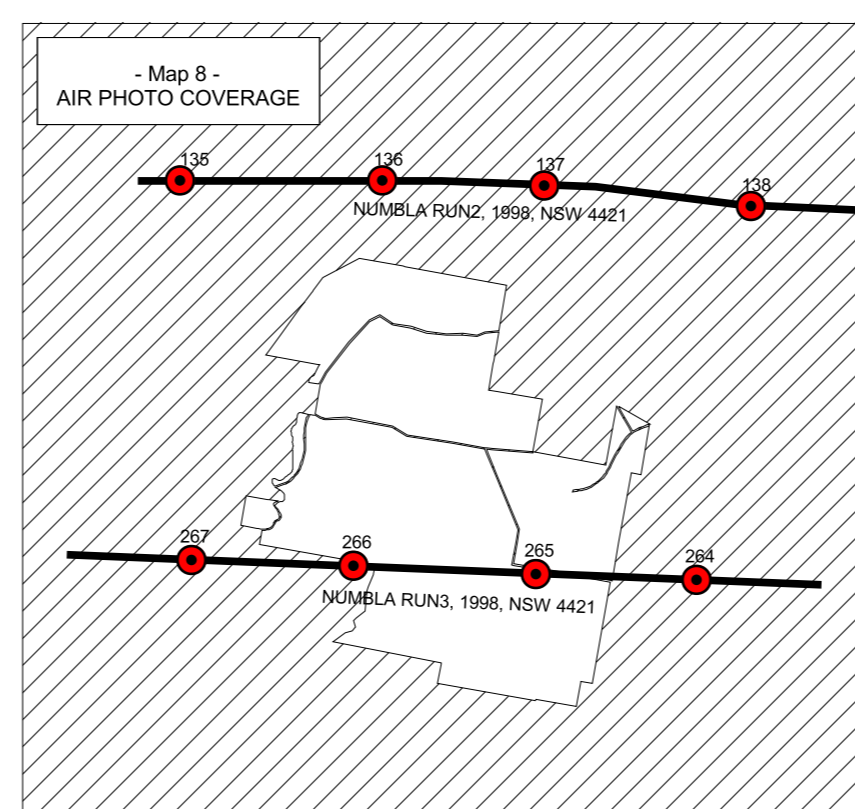 - Map 8 -
AIR PHOTO COVERAGE
135
136
137
138
NUMBLA RUN2, 1998, NSW 4421
267
266
265
264
NUMBLA RUN3, 1998, NSW 4421